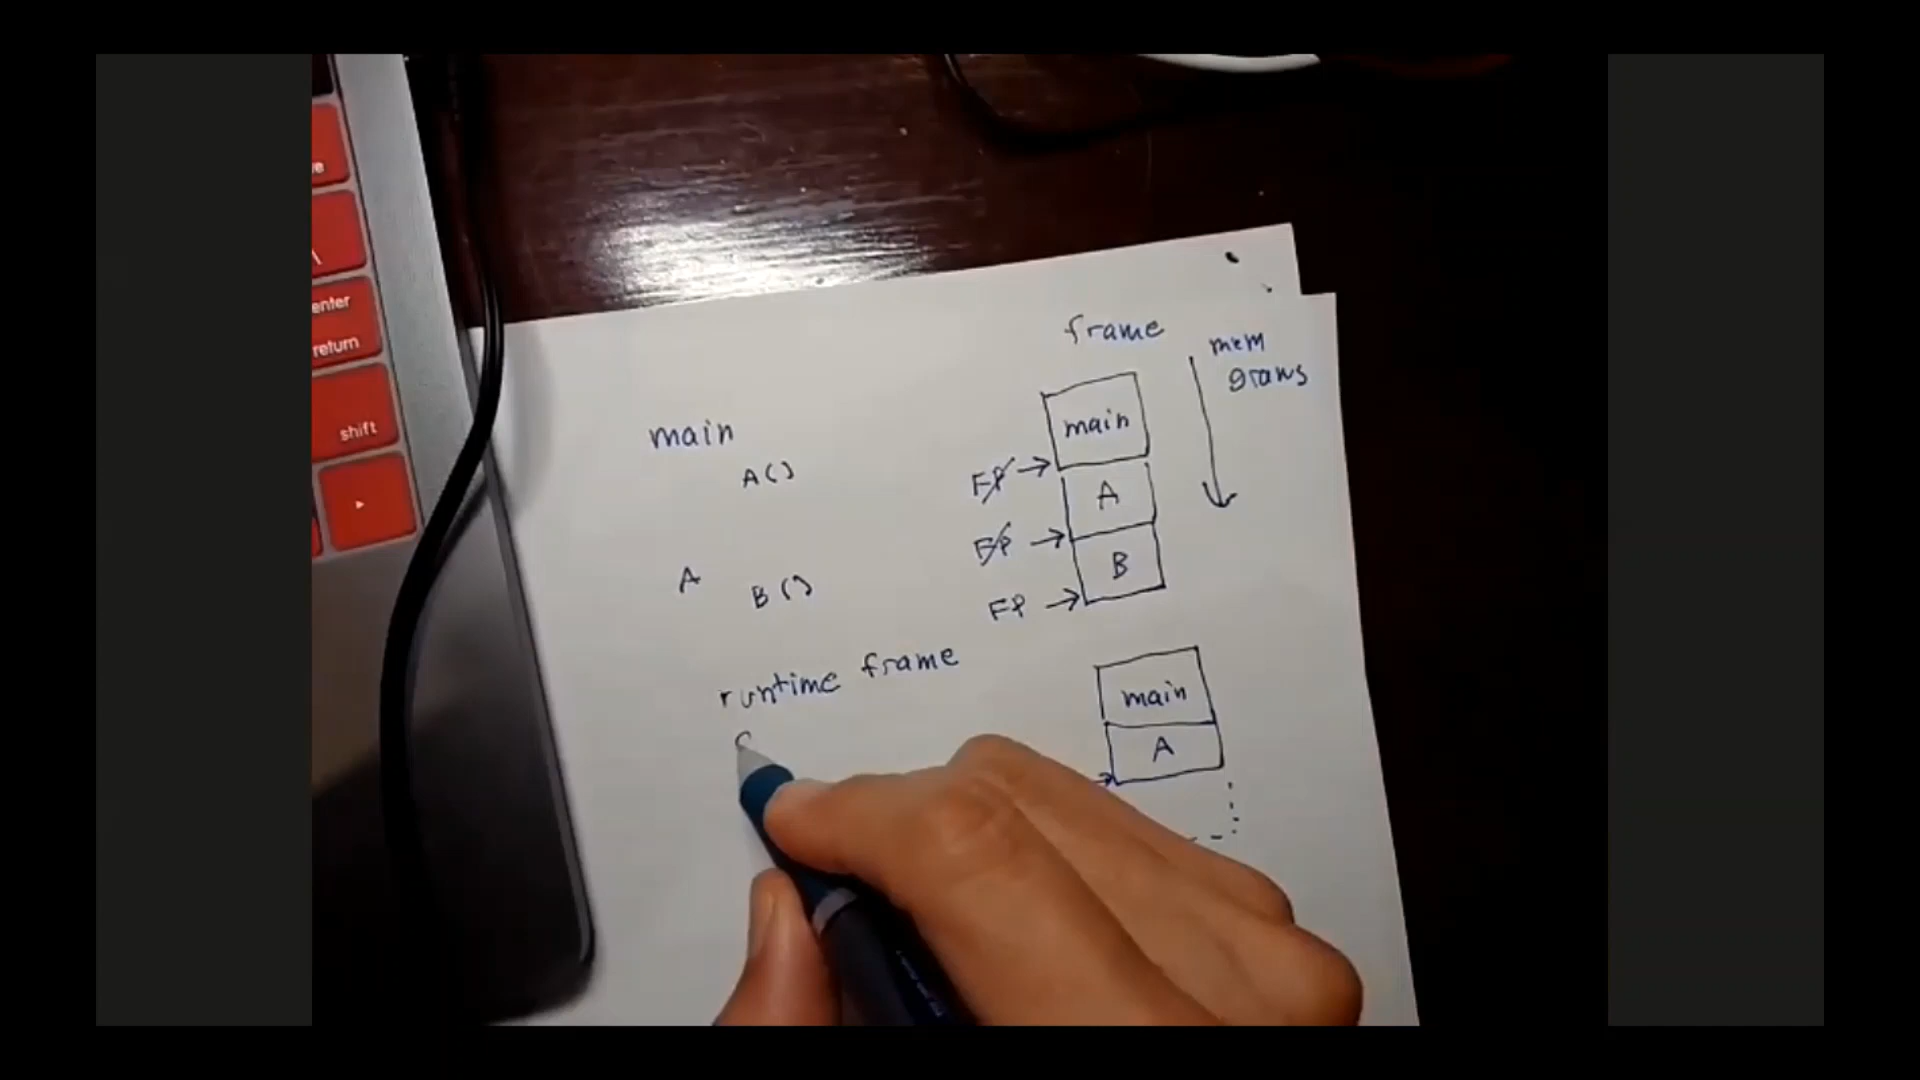 enter
return
shift
frame
mem
grows
main
A()
main
FP
A
FP
B
FP
A
B()
runtime frame
main
A